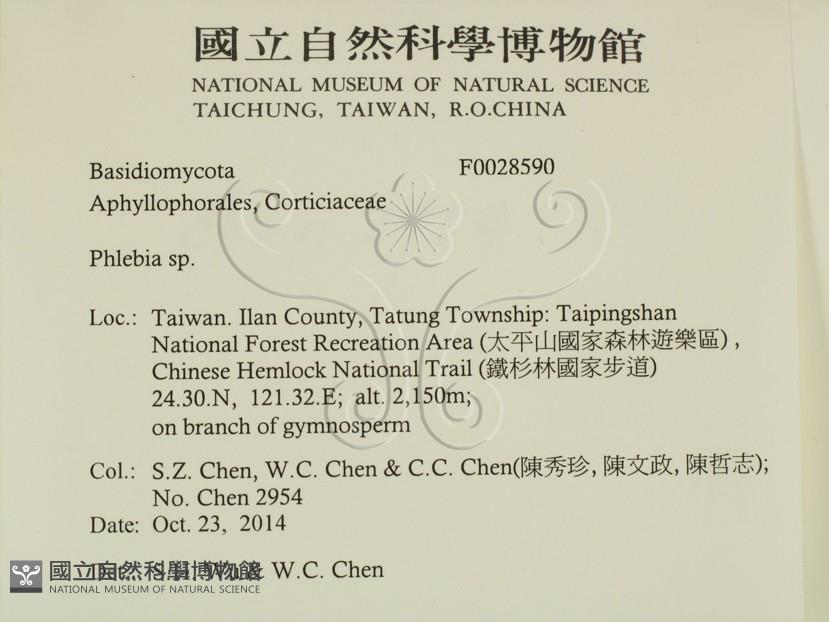 國立自然科學博物館
NATIONAL MUSEUM OF NATURAL SCIENCE
TAICHUNG, TAIWAN, R.O.CHINA
Basidiomycota F0028590
Aphyllophorales, Corticiaceae
Phlebia sp.
Loc.: Taiwan. Ilan County, Tatung Township: Taipingshan
National Forest Recreation Area (太平山國家森林遊樂區),
Chinese Hemlock National Trail (鐵杉林國家步道)
24.30.N, 121.32.E; alt. 2,150m;
on branch of gymnosperm
Col.: S.Z. Chen, W.C. Chen & C.C. Chen(陳秀珍, 陳文政, 陳哲志);
No. Chen 2954
Date: Oct. 23, 2014
& W.C. Chen
國立自然科學博物館
NATIONAL MUSEUM OF NATURAL SCIENCE